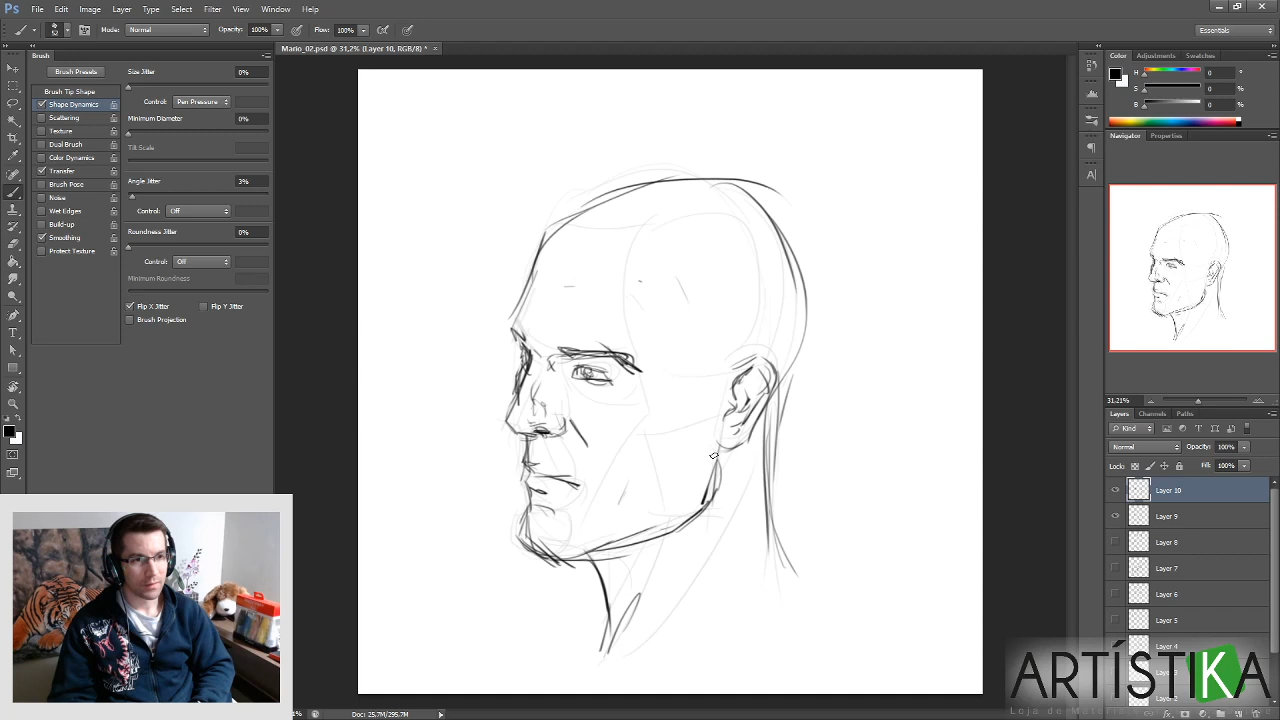 Ps File Edit Image Layer Type Select Filter View Window Help
Mode: Normal Opacity: 100% Flow: 100% Essentials
Mario_02.psd @ 31,2% (Layer 10, RGB/8) * ×
Brush
Brush Presets
Brush Tip Shape
Shape Dynamics
Scattering
Texture
Dual Brush
Color Dynamics
Transfer
Brush Pose
Noise
Wet Edges
Build-up
Smoothing
Protect Texture
Size Jitter 0%
Control: Pen Pressure
Minimum Diameter 0%
Tilt Scale
Angle Jitter 3%
Control: Off
Roundness Jitter 0%
Control: Off
Minimum Roundness
Flip X Jitter Flip Y Jitter
Brush Projection
Color Adjustments Swatches
H 0 °
S 0 %
B 0 %
Navigator Properties
31,21%
Layers Channels Paths
Kind
Normal Opacity: 100%
Lock: Fill: 100%
Layer 10
Layer 9
Layer 8
Layer 7
Layer 6
Layer 5
Layer 4
ARTÍSTIKA
Doc: 25,7M/295,7M